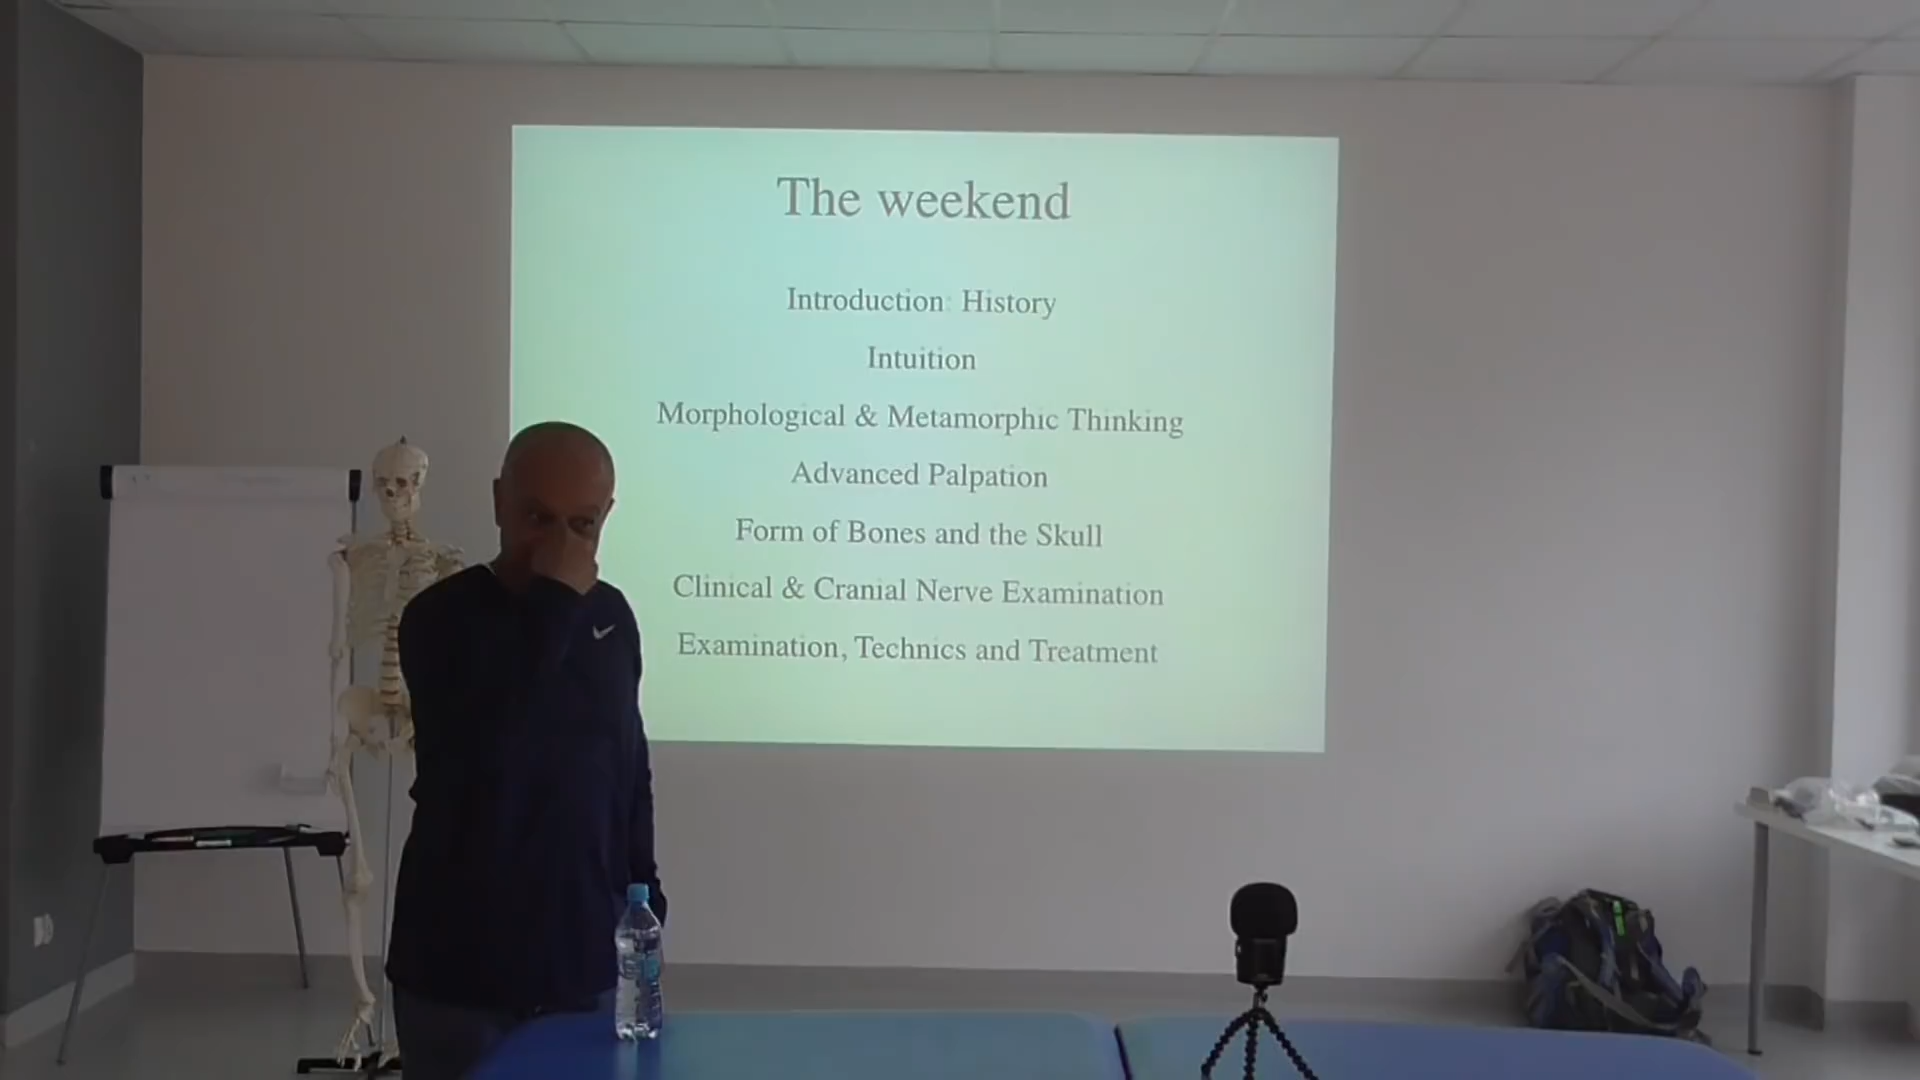 The weekend
Introduction: History
Intuition
Morphological & Metamorphic Thinking
Advanced Palpation
Form of Bones and the Skull
Clinical & Cranial Nerve Examination
Examination, Technics and Treatment